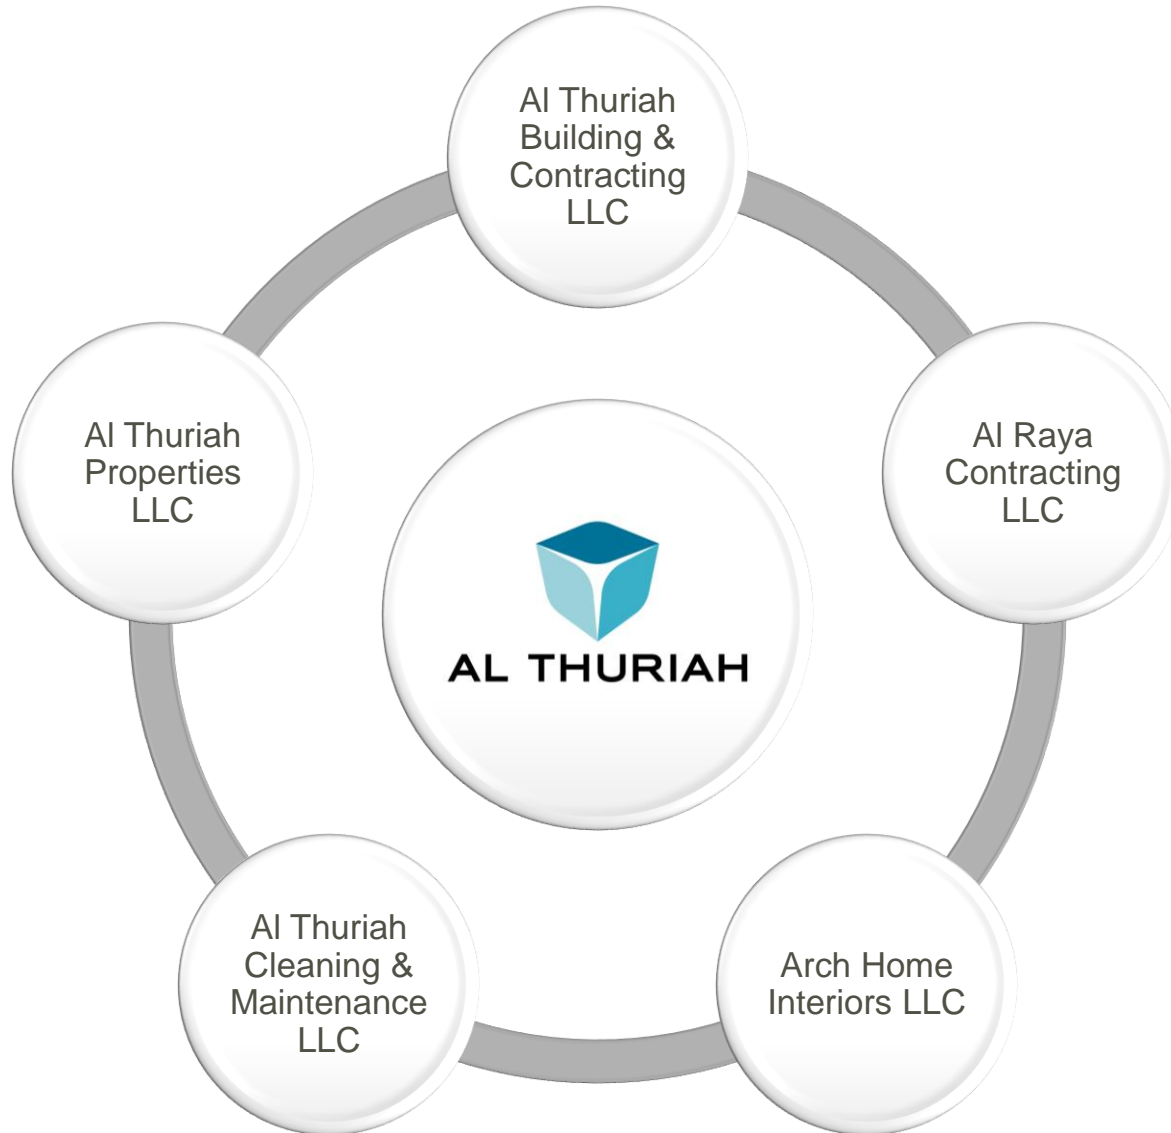 Al Thuriah
Building &
Contracting
LLC
Al Thuriah
Properties
LLC
Al Raya
Contracting
LLC
AL THURIAH
Al Thuriah
Cleaning &
Maintenance
LLC
Arch Home
Interiors LLC